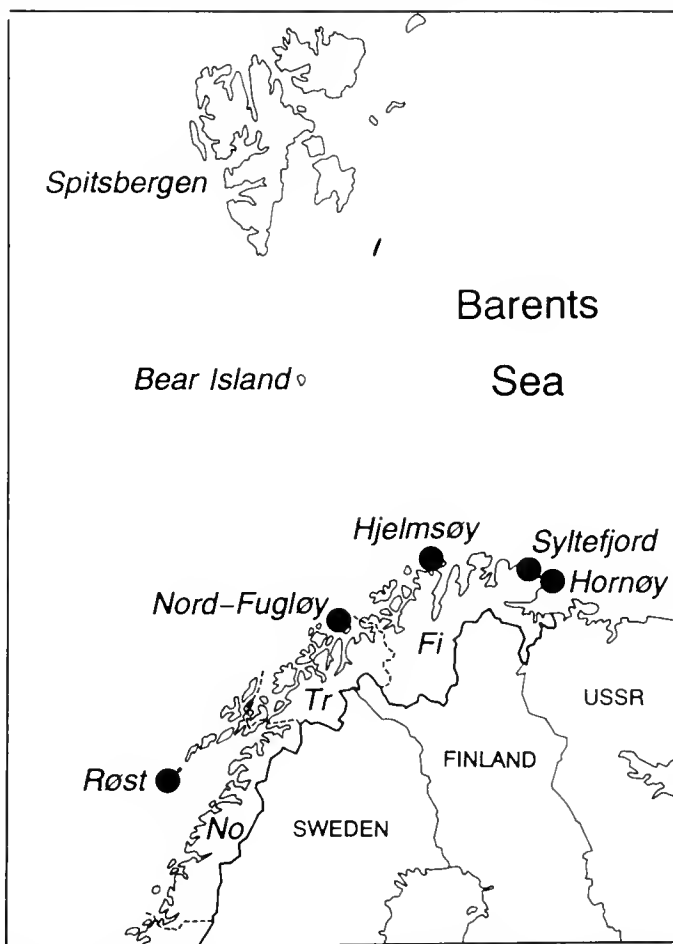 Spitsbergen
Barents
Sea
Bear Island
Hjelmsøy
Syltefjord
Hornøy
Nord–Fugløy
Fi
Tr
USSR
FINLAND
Røst
No
SWEDEN